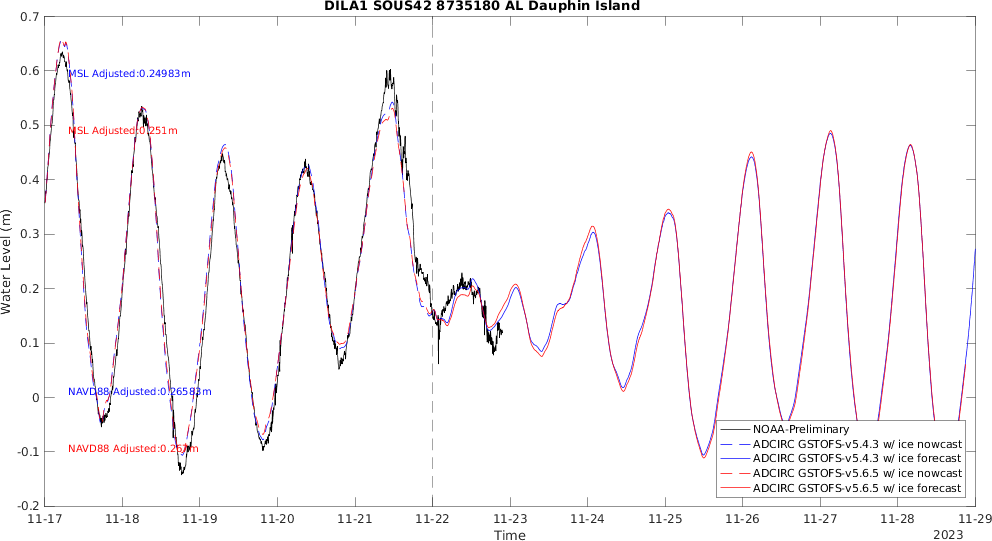 DILA1 SOUS42 8735180 AL Dauphin Island
0.7
0.6
0.5
0.4
0.3
0.2
0.1
0
-0.1
-0.2
Water Level (m)
MSL Adjusted:0.24983m
MSL Adjusted:0.251m
NAVD88 Adjusted:0.26583m
NAVD88 Adjusted:0.267m
NOAA-Preliminary
ADCIRC GSTOFS-v5.4.3 w/ ice nowcast
ADCIRC GSTOFS-v5.4.3 w/ ice forecast
ADCIRC GSTOFS-v5.6.5 w/ ice nowcast
ADCIRC GSTOFS-v5.6.5 w/ ice forecast
11-17 11-18 11-19 11-20 11-21 11-22 11-23 11-24 11-25 11-26 11-27 11-28 11-29
Time
2023